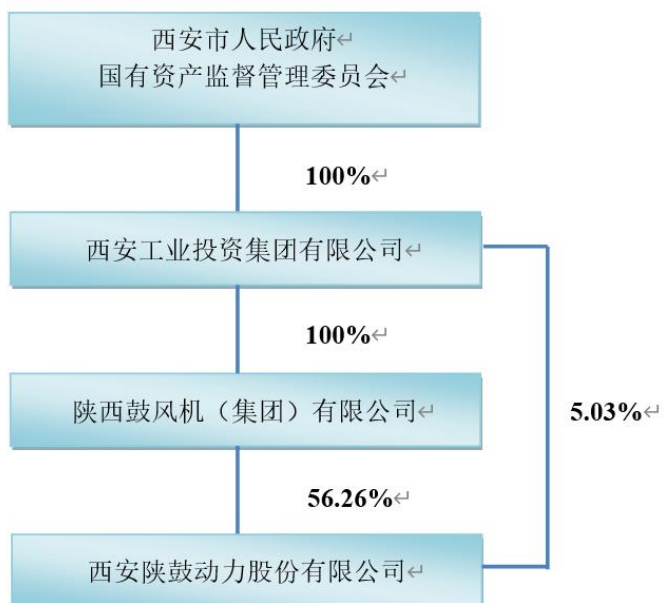 西安市人民政府↵
国有资产监督管理委员会↵
100%↵
西安工业投资集团有限公司↵
100%↵
陕西鼓风机（集团）有限公司↵
5.03%↵
56.26%↵
西安陕鼓动力股份有限公司↵